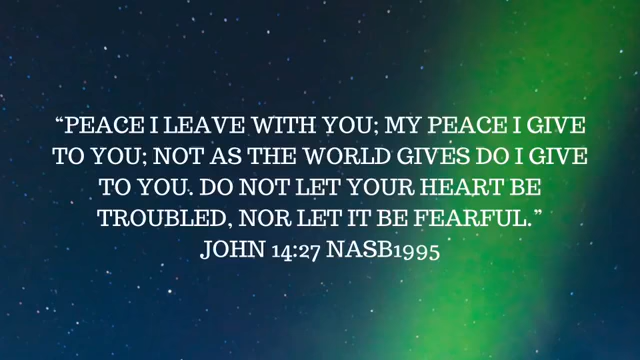 “PEACE I LEAVE WITH YOU; MY PEACE I GIVE
TO YOU; NOT AS THE WORLD GIVES DO I GIVE
TO YOU. DO NOT LET YOUR HEART BE
TROUBLED, NOR LET IT BE FEARFUL.”
JOHN 14:27 NASB1995